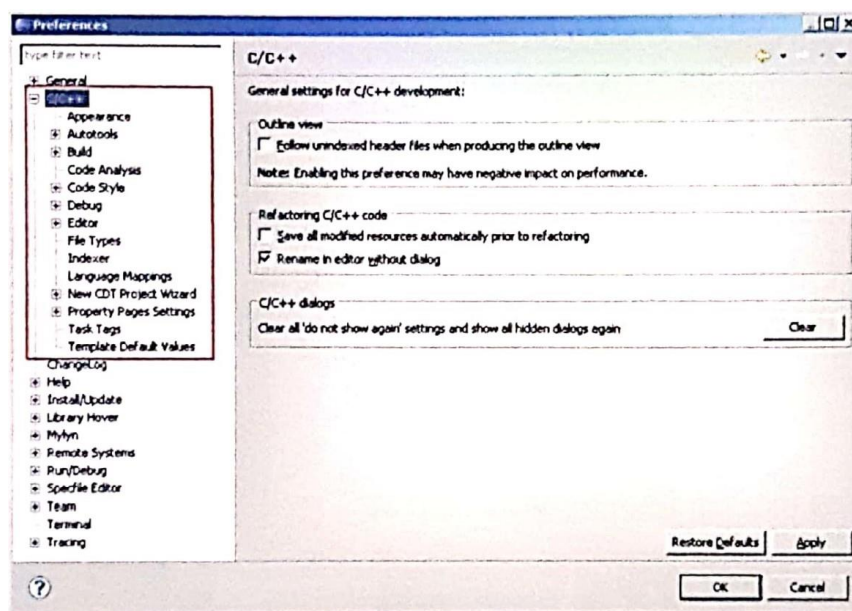 Preferences
type filter text
General
C/C++
Appearance
Autotools
Build
Code Analysis
Code Style
Debug
Editor
File Types
Indexer
Language Mappings
New CDT Project Wizard
Property Pages Settings
Task Tags
Template Default Values
ChangeLog
Help
Install/Update
Library Hover
Mylyn
Remote Systems
Run/Debug
Specfile Editor
Team
Terminal
Tracing
C/C++
General settings for C/C++ development:
Outline view
Follow unindexed header files when producing the outline view
Note: Enabling this preference may have negative impact on performance.
Refactoring C/C++ code
Save all modified resources automatically prior to refactoring
Rename in editor without dialog
C/C++ dialogs
Clear all 'do not show again' settings and show all hidden dialogs again
Clear
Restore Defaults
Apply
?
OK
Cancel